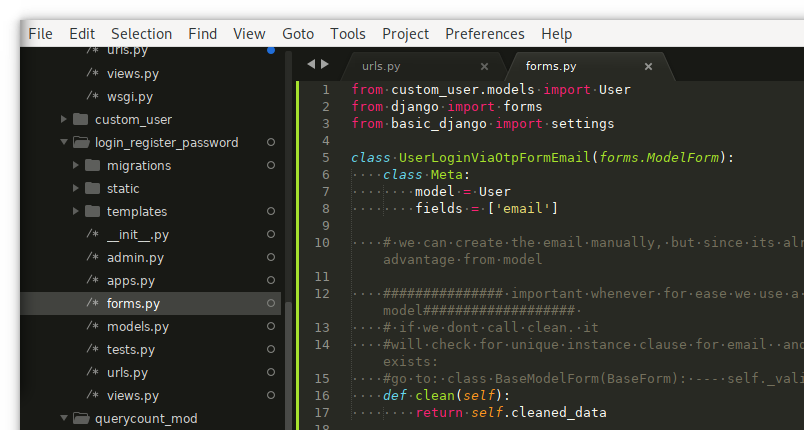 File Edit Selection Find View Goto Tools Project Preferences Help
urls.py
views.py
wsgi.py
custom_user
login_register_password
migrations
static
templates
__init__.py
admin.py
apps.py
forms.py
models.py
tests.py
urls.py
views.py
querycount_mod
urls.py × forms.py ×
1 from custom_user.models import User
2 from django import forms
3 from basic_django import settings
4
5 class UserLoginViaOtpFormEmail(forms.ModelForm):
6 class Meta:
7 model = User
8 fields = ['email']
9
10 # we can create the email manually, but since its alr
advantage from model
11
12 ############### important whenever for ease we use a
model###################
13 # if we dont call clean. it
14 #will check for unique instance clause for email and
exists:
15 #go to: class BaseModelForm(BaseForm): ---- self._vali
16 def clean(self):
17 return self.cleaned_data
18